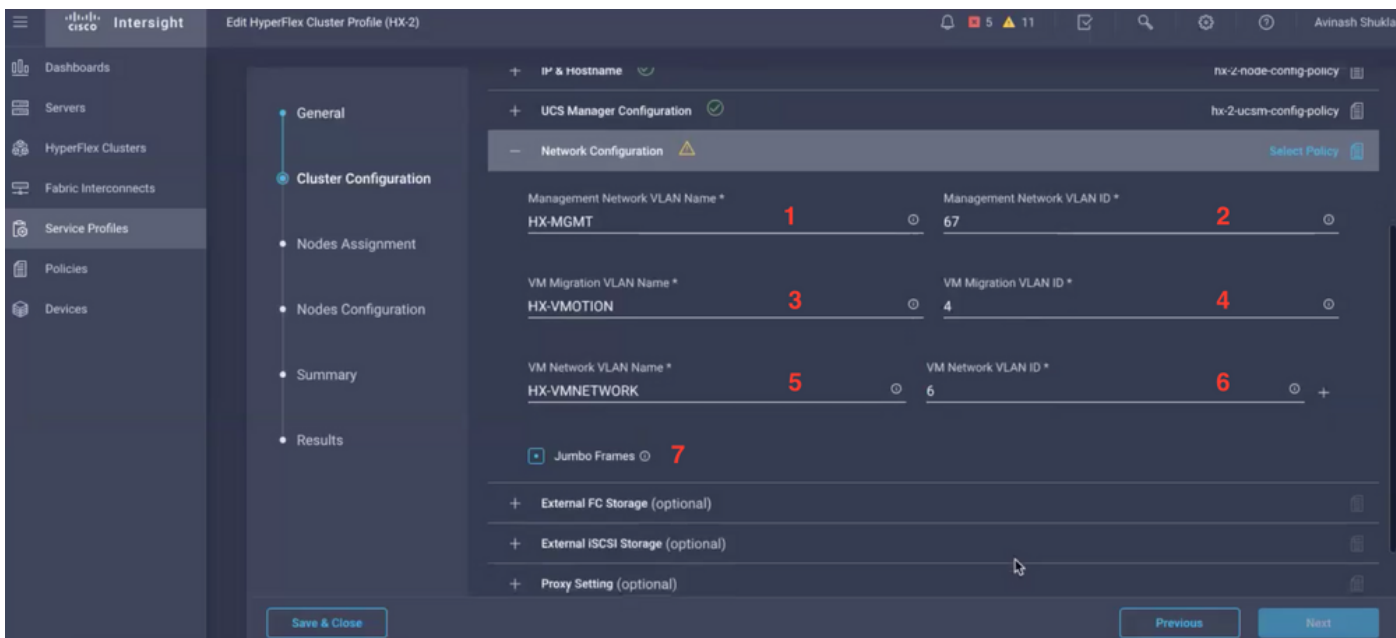 CISCO Intersight
Edit HyperFlex Cluster Profile (HX-2)
5 11
Avinash Shukla
Dashboards
Servers
HyperFlex Clusters
Fabric Interconnects
Service Profiles
Policies
Devices
General
Cluster Configuration
Nodes Assignment
Nodes Configuration
Summary
Results
+ IP & Hostname hx-2-node-config-policy
+ UCS Manager Configuration hx-2-ucsm-config-policy
− Network Configuration Select Policy
Management Network VLAN Name * Management Network VLAN ID *
HX-MGMT 1 67 2
VM Migration VLAN Name * VM Migration VLAN ID *
HX-VMOTION 3 4 4
VM Network VLAN Name * VM Network VLAN ID *
HX-VMNETWORK 5 6 6 +
Jumbo Frames 7
+ External FC Storage (optional)
+ External iSCSI Storage (optional)
+ Proxy Setting (optional)
Save & Close Previous Next